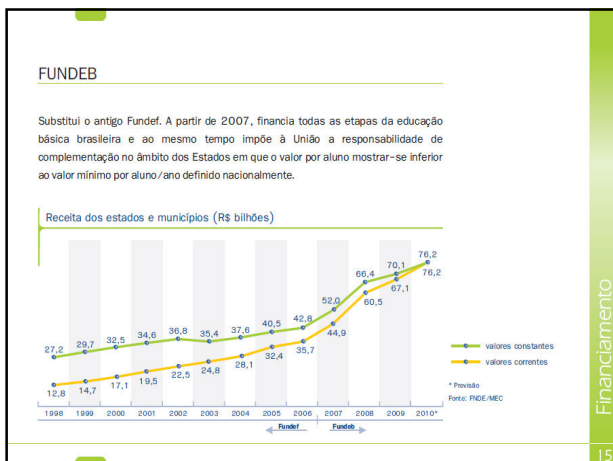 FUNDEB
Substitui o antigo Fundef. A partir de 2007, financia todas as etapas da educação
básica brasileira e ao mesmo tempo impõe à União a responsabilidade de
complementação no âmbito dos Estados em que o valor por aluno mostrar-se inferior
ao valor mínimo por aluno/ano definido nacionalmente.
Receita dos estados e municípios (R$ bilhões)
27,2 29,7 32,5 34,6 36,8 35,4 37,6 40,5 42,8 52,0 66,4 70,1 76,2
12,8 14,7 17,1 19,5 22,5 24,8 28,1 32,4 35,7 44,9 60,5 67,1 76,2
valores constantes
valores correntes
1998 1999 2000 2001 2002 2003 2004 2005 2006 2007 2008 2009 2010*
Fundef Fundeb
* Previsão
Fonte: FNDE/MEC
Financiamento
15